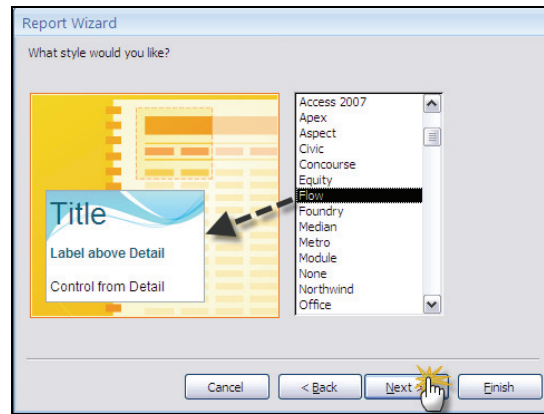 Report Wizard
What style would you like?
Title
Label above Detail
Control from Detail
Access 2007
Apex
Aspect
Civic
Concourse
Equity
Flow
Foundry
Median
Metro
Module
None
Northwind
Office
Cancel
< Back
Next
Finish